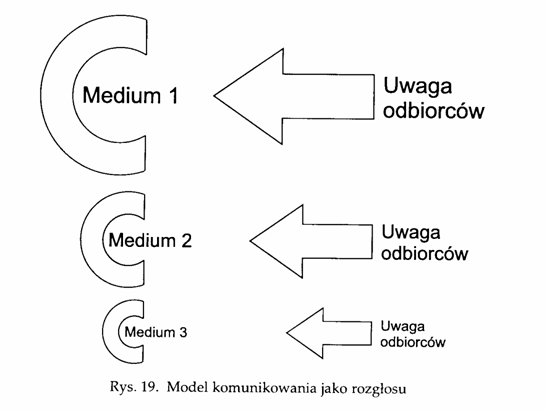 Medium 1
Uwaga
odbiorców
Medium 2
Uwaga
odbiorców
Medium 3
Uwaga
odbiorców
Rys. 19. Model komunikowania jako rozgłosu